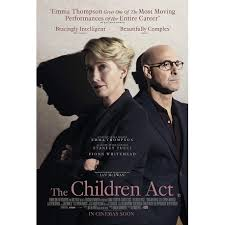 "Emma Thompson Gives One Of The Most Moving
Performances of the Entire Career"
"Bracingly Intelligent" "Beautifully Complex"
EMMA THOMPSON
STANLEY TUCCI
FIONN WHITEHEAD
IAN McEWAN
The Children Act
IN CINEMAS SOON